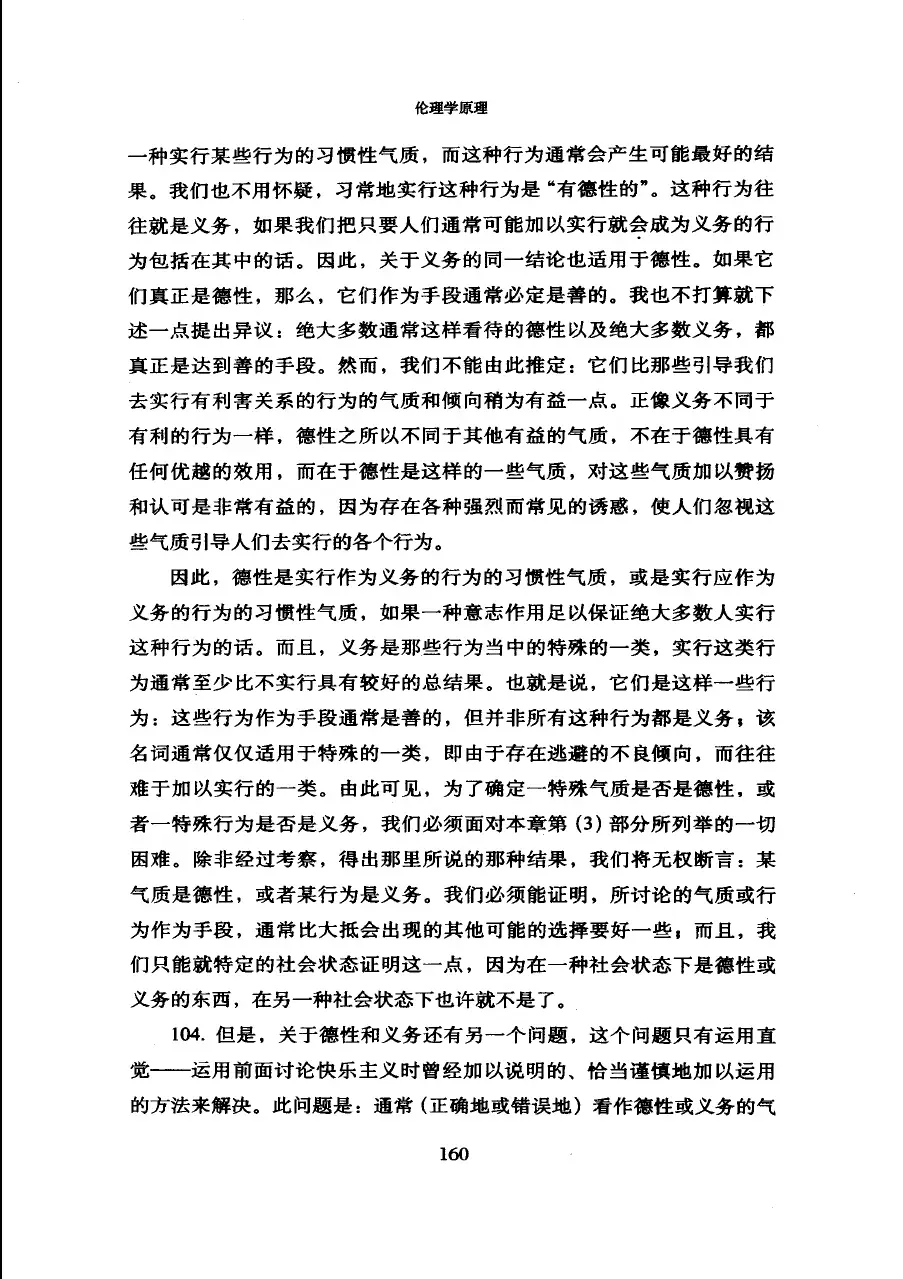 伦理学原理
一种实行某些行为的习惯性气质，而这种行为通常会产生可能最好的结
果。我们也不用怀疑，习常地实行这种行为是“有德性的”。这种行为往
往就是义务，如果我们把只要人们通常可能加以实行就会成为义务的行
为包括在其中的话。因此，关于义务的同一结论也适用于德性。如果它
们真正是德性，那么，它们作为手段通常必定是善的。我也不打算就下
述一点提出异议：绝大多数通常这样看待的德性以及绝大多数义务，都
真正是达到善的手段。然而，我们不能由此推定：它们比那些引导我们
去实行有利害关系的行为的气质和倾向稍为有益一点。正像义务不同于
有利的行为一样，德性之所以不同于其他有益的气质，不在于德性具有
任何优越的效用，而在于德性是这样的一些气质，对这些气质加以赞扬
和认可是非常有益的，因为存在各种强烈而常见的诱惑，使人们忽视这
些气质引导人们去实行的各个行为。
因此，德性是实行作为义务的行为的习惯性气质，或是实行应作为
义务的行为的习惯性气质，如果一种意志作用足以保证绝大多数人实行
这种行为的话。而且，义务是那些行为当中的特殊的一类，实行这类行
为通常至少比不实行具有较好的总结果。也就是说，它们是这样一些行
为：这些行为作为手段通常是善的，但并非所有这种行为都是义务；该
名词通常仅仅适用于特殊的一类，即由于存在逃避的不良倾向，而往往
难于加以实行的一类。由此可见，为了确定一特殊气质是否是德性，或
者一特殊行为是否是义务，我们必须面对本章第（3）部分所列举的一切
困难。除非经过考察，得出那里所说的那种结果，我们将无权断言：某
气质是德性，或者某行为是义务。我们必须能证明，所讨论的气质或行
为作为手段，通常比大抵会出现的其他可能的选择要好一些；而且，我
们只能就特定的社会状态证明这一点，因为在一种社会状态下是德性或
义务的东西，在另一种社会状态下也许就不是了。
104. 但是，关于德性和义务还有另一个问题，这个问题只有运用直
觉——运用前面讨论快乐主义时曾经加以说明的、恰当谨慎地加以运用
的方法来解决。此问题是：通常（正确地或错误地）看作德性或义务的气
160